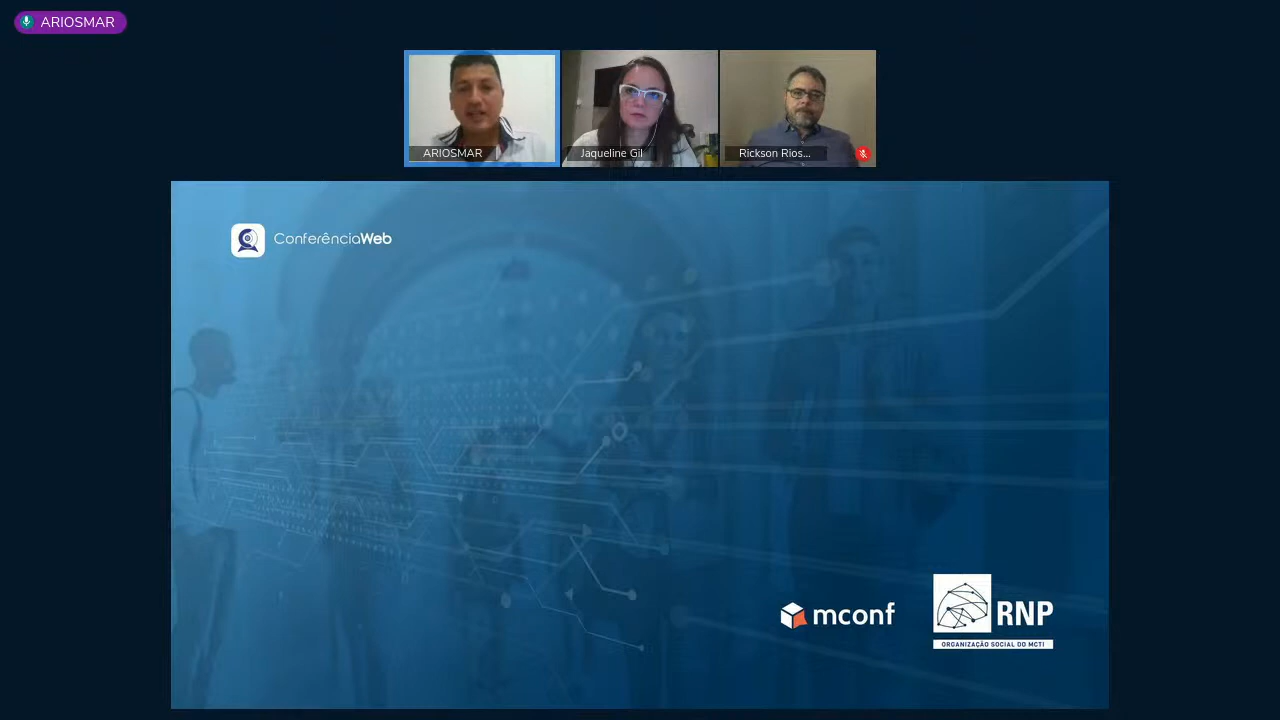 ARIOSMAR
ARIOSMAR
Jaqueline Gil
Rickson Rios...
ConferênciaWeb
mconf
RNP
ORGANIZAÇÃO SOCIAL DO MCTI